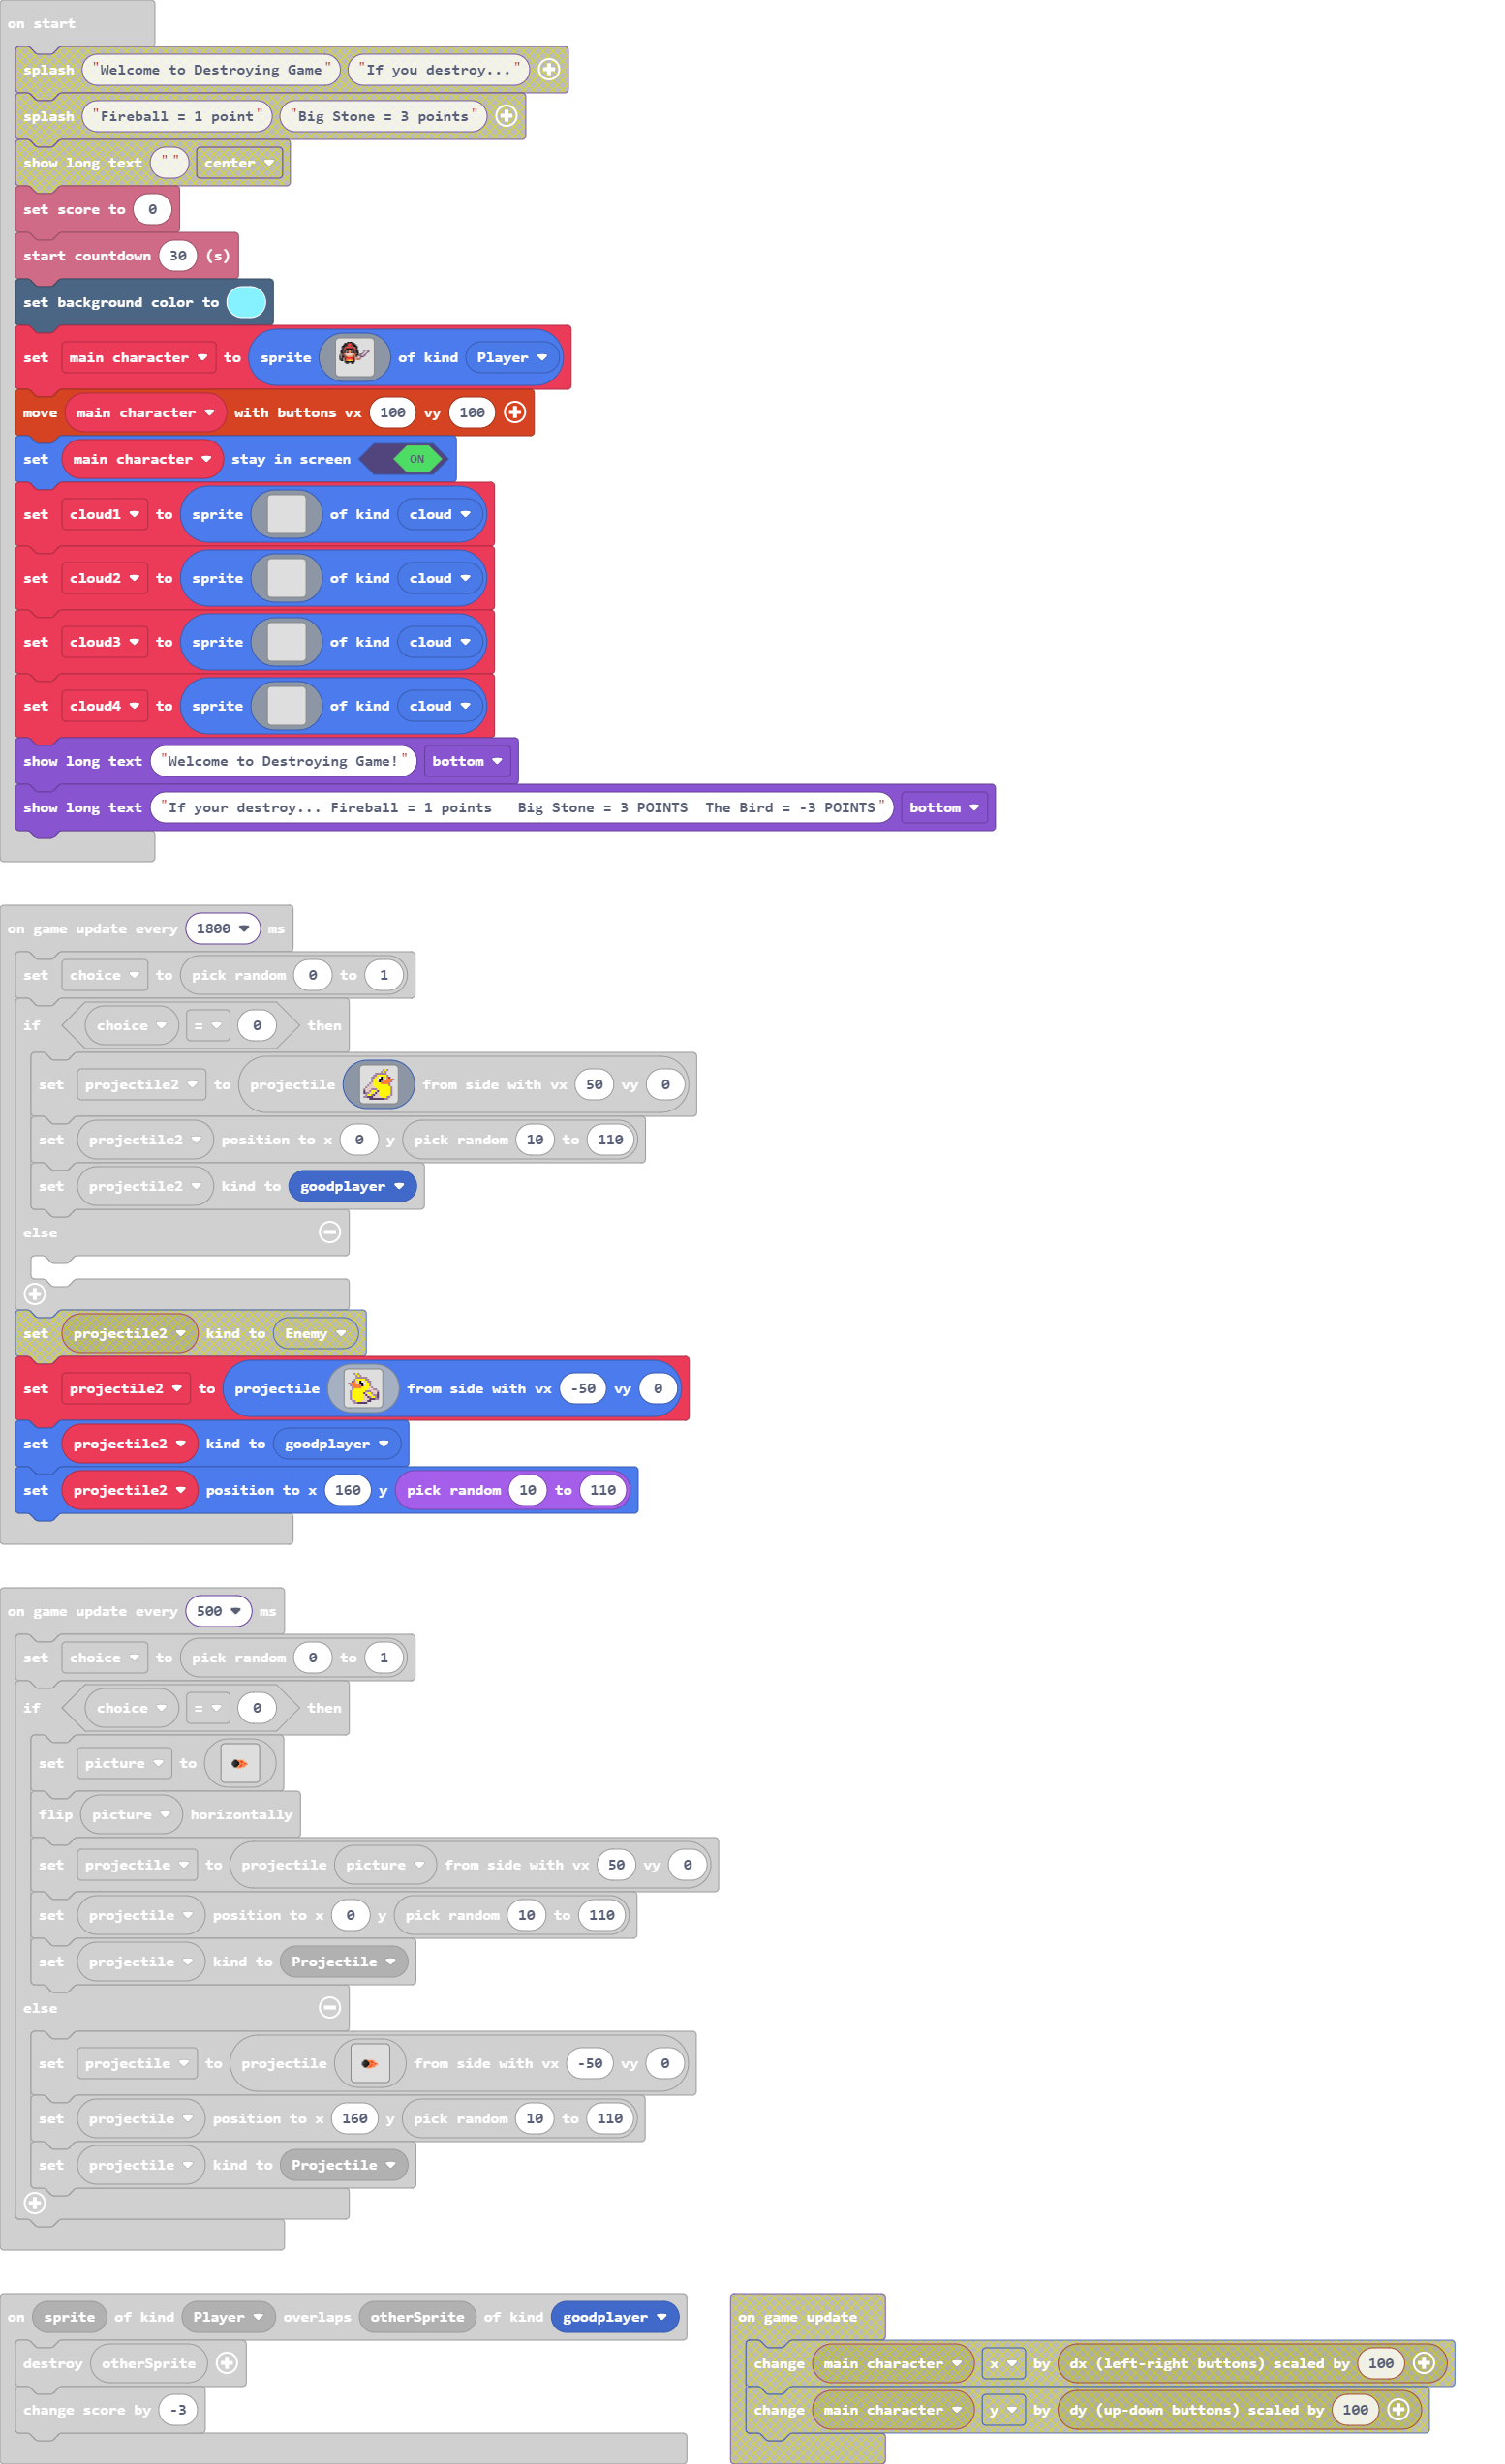 on start
splash "Welcome to Destroying Game" "If you destroy..."
splash "Fireball = 1 point" "Big Stone = 3 points"
show long text " " center
set score to 0
start countdown 30 (s)
set background color to
set main character to sprite of kind Player
move main character with buttons vx 100 vy 100
set main character stay in screen ON
set cloud1 to sprite of kind cloud
set cloud2 to sprite of kind cloud
set cloud3 to sprite of kind cloud
set cloud4 to sprite of kind cloud
show long text "Welcome to Destroying Game!" bottom
show long text "If your destroy... Fireball = 1 points   Big Stone = 3 POINTS  The Bird = -3 POINTS" bottom
on game update every 1800 ms
set choice to pick random 0 to 1
if choice = 0 then
set projectile2 to projectile from side with vx 50 vy 0
set projectile2 position to x 0 y pick random 10 to 110
set projectile2 kind to goodplayer
else
set projectile2 kind to Enemy
set projectile2 to projectile from side with vx -50 vy 0
set projectile2 kind to goodplayer
set projectile2 position to x 160 y pick random 10 to 110
on game update every 500 ms
set choice to pick random 0 to 1
if choice = 0 then
set picture to
flip picture horizontally
set projectile to projectile picture from side with vx 50 vy 0
set projectile position to x 0 y pick random 10 to 110
set projectile kind to Projectile
else
set projectile to projectile from side with vx -50 vy 0
set projectile position to x 160 y pick random 10 to 110
set projectile kind to Projectile
on sprite of kind Player overlaps otherSprite of kind goodplayer
destroy otherSprite
change score by -3
on game update
change main character x by dx (left-right buttons) scaled by 100
change main character y by dy (up-down buttons) scaled by 100